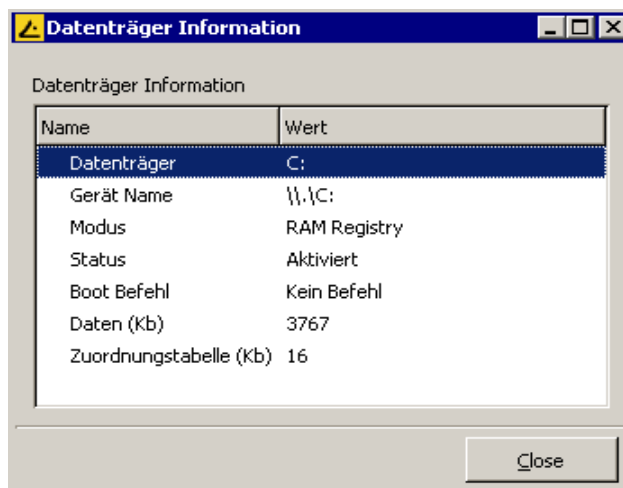 Datenträger Information
Datenträger Information
Name Wert
Datenträger C:
Gerät Name \\.\C:
Modus RAM Registry
Status Aktiviert
Boot Befehl Kein Befehl
Daten (Kb) 3767
Zuordnungstabelle (Kb) 16
Close